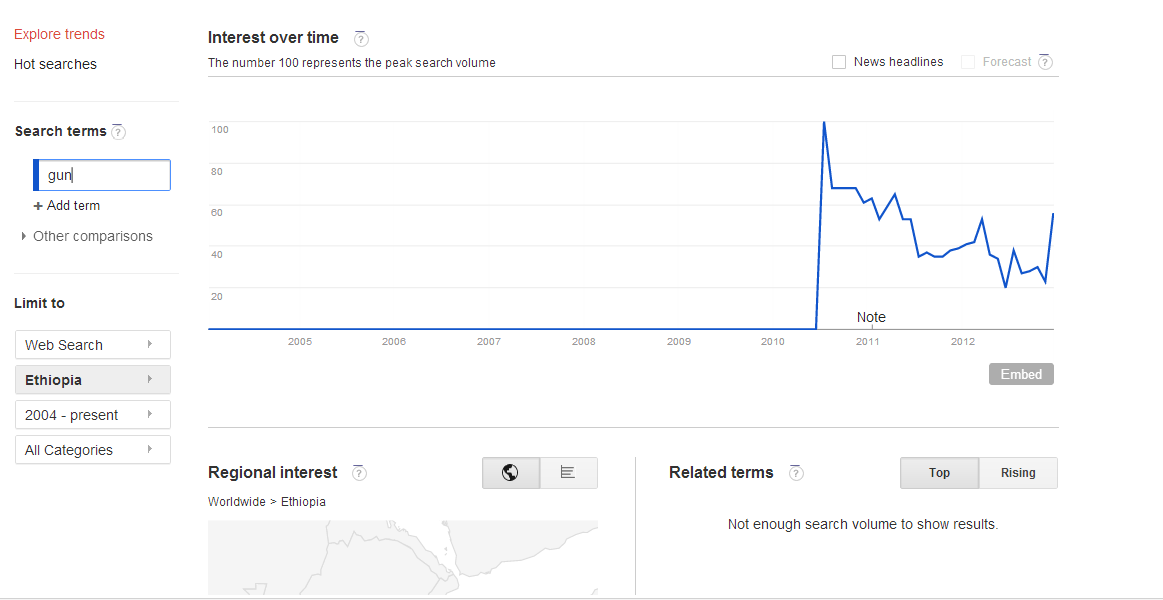 Explore trends
Hot searches
Search terms ?
gun
+ Add term
Other comparisons
Limit to
Web Search
Ethiopia
2004 - present
All Categories
Interest over time ?
The number 100 represents the peak search volume
News headlines Forecast ?
100
80
60
40
20
Note
2005 2006 2007 2008 2009 2010 2011 2012
Embed
Regional interest ?
Worldwide > Ethiopia
Related terms ? Top Rising
Not enough search volume to show results.